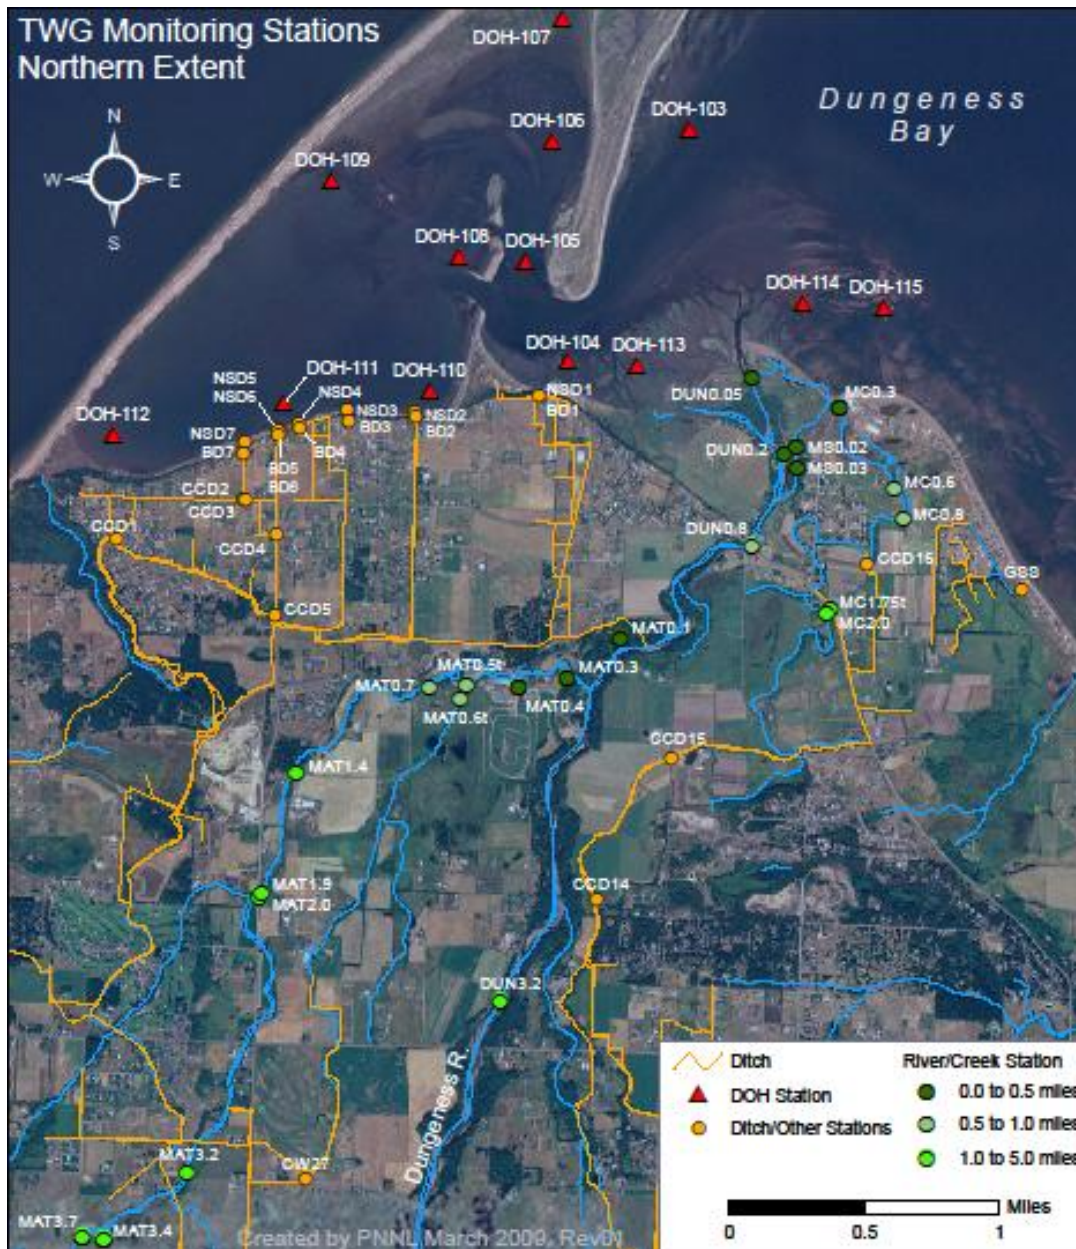 TWG Monitoring Stations
Northern Extent
DOH-107
Dungeness
Bay
N
W E
S
DOH-106
DOH-103
DOH-109
DOH-108
DOH-105
DOH-114
DOH-115
DOH-104
DOH-113
DOH-111
DOH-110
DOH-112
NSD5
NSD6
NSD4
NSD3
BD3
NSD2
BD2
NSD1
BD1
NSD7
BD7
BD4
BD5
BD6
DUN0.05
MC0.3
DUN0.2
MS0.02
MS0.03
MC0.6
MC0.8
CCD2
CCD3
CCD1
CCD4
DUN0.8
CCD16
GSS
CCD5
MC1.75t
MC2.0
MAT0.1
MAT0.3
MAT0.5t
MAT0.7
MAT0.4
MAT0.6t
CCD15
MAT1.4
MAT1.9
MAT2.0
CCD14
DUN3.2
Dungeness R.
MAT3.2
CW27
MAT3.7
MAT3.4
Ditch
DOH Station
Ditch/Other Stations
River/Creek Station
0.0 to 0.5 miles
0.5 to 1.0 miles
1.0 to 5.0 miles
Miles
0 0.5 1
Created by PNNL March 2009, Rev01